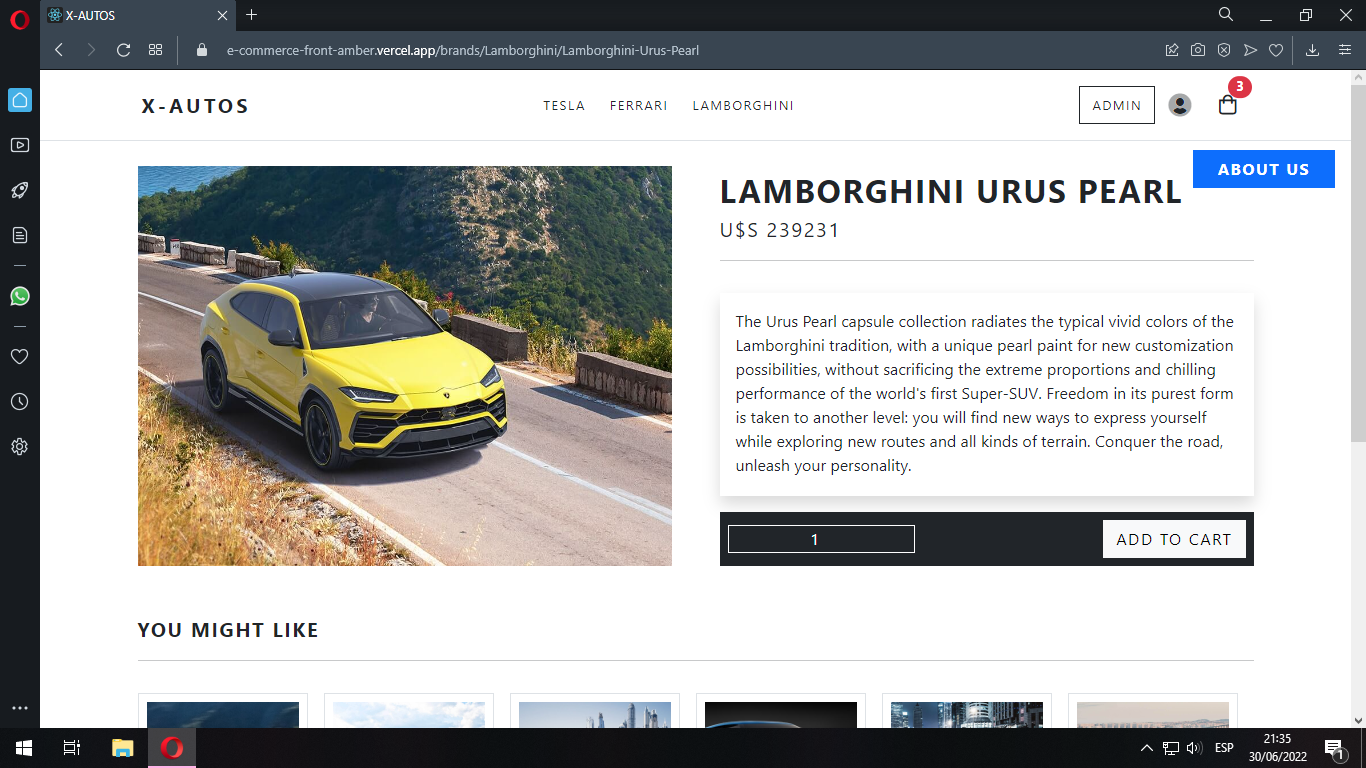 X-AUTOS
e-commerce-front-amber.vercel.app/brands/Lamborghini/Lamborghini-Urus-Pearl
X-AUTOS
TESLA
FERRARI
LAMBORGHINI
ADMIN
3
ABOUT US
LAMBORGHINI URUS PEARL
U$S 239231
The Urus Pearl capsule collection radiates the typical vivid colors of the
Lamborghini tradition, with a unique pearl paint for new customization
possibilities, without sacrificing the extreme proportions and chilling
performance of the world's first Super-SUV. Freedom in its purest form
is taken to another level: you will find new ways to express yourself
while exploring new routes and all kinds of terrain. Conquer the road,
unleash your personality.
1
ADD TO CART
YOU MIGHT LIKE
ESP
21:35
30/06/2022
1